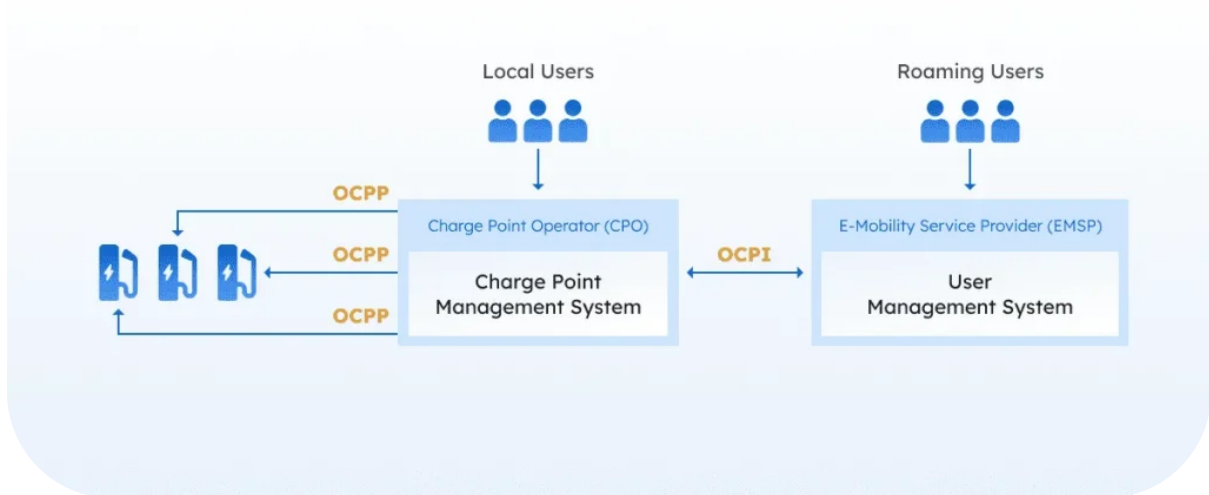 Local Users
Roaming Users
OCPP
Charge Point Operator (CPO)
E-Mobility Service Provider (EMSP)
OCPP
OCPI
Charge Point
Management System
User
Management System
OCPP